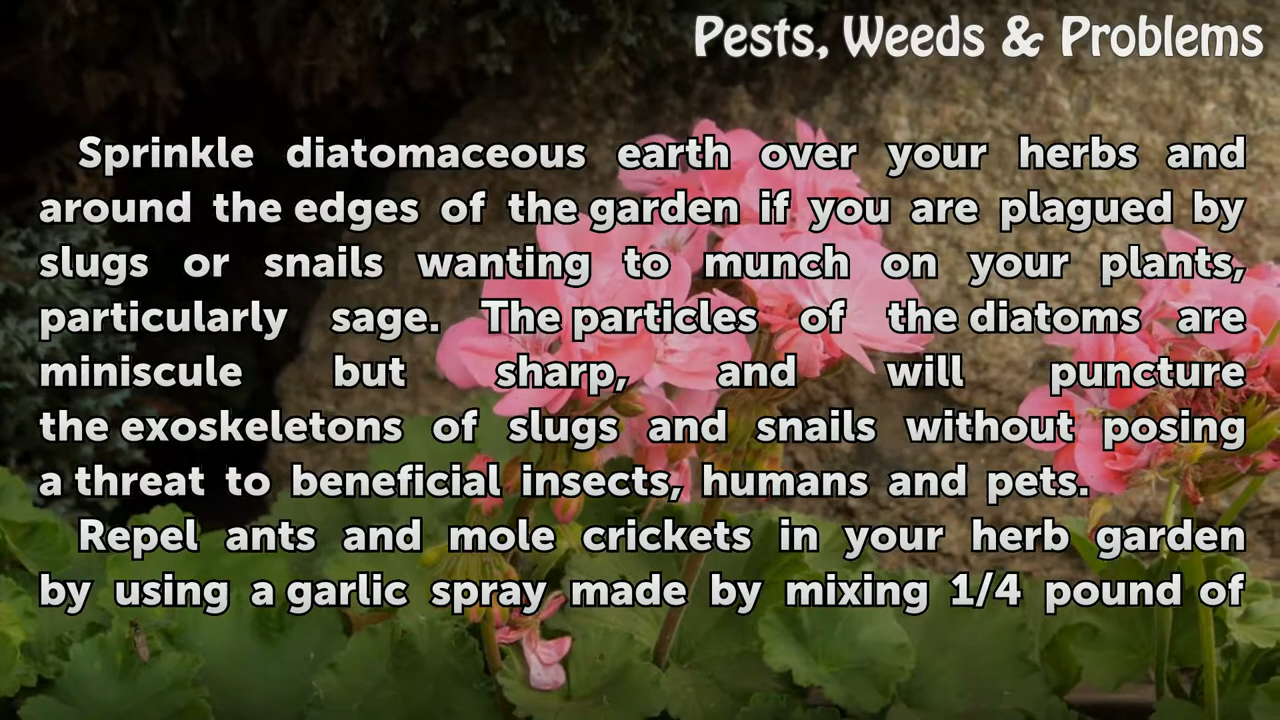 Pests, Weeds & Problems
Sprinkle diatomaceous earth over your herbs and
around the edges of the garden if you are plagued by
slugs or snails wanting to munch on your plants,
particularly sage. The particles of the diatoms are
miniscule but sharp, and will puncture
the exoskeletons of slugs and snails without posing
a threat to beneficial insects, humans and pets.
Repel ants and mole crickets in your herb garden
by using a garlic spray made by mixing 1/4 pound of